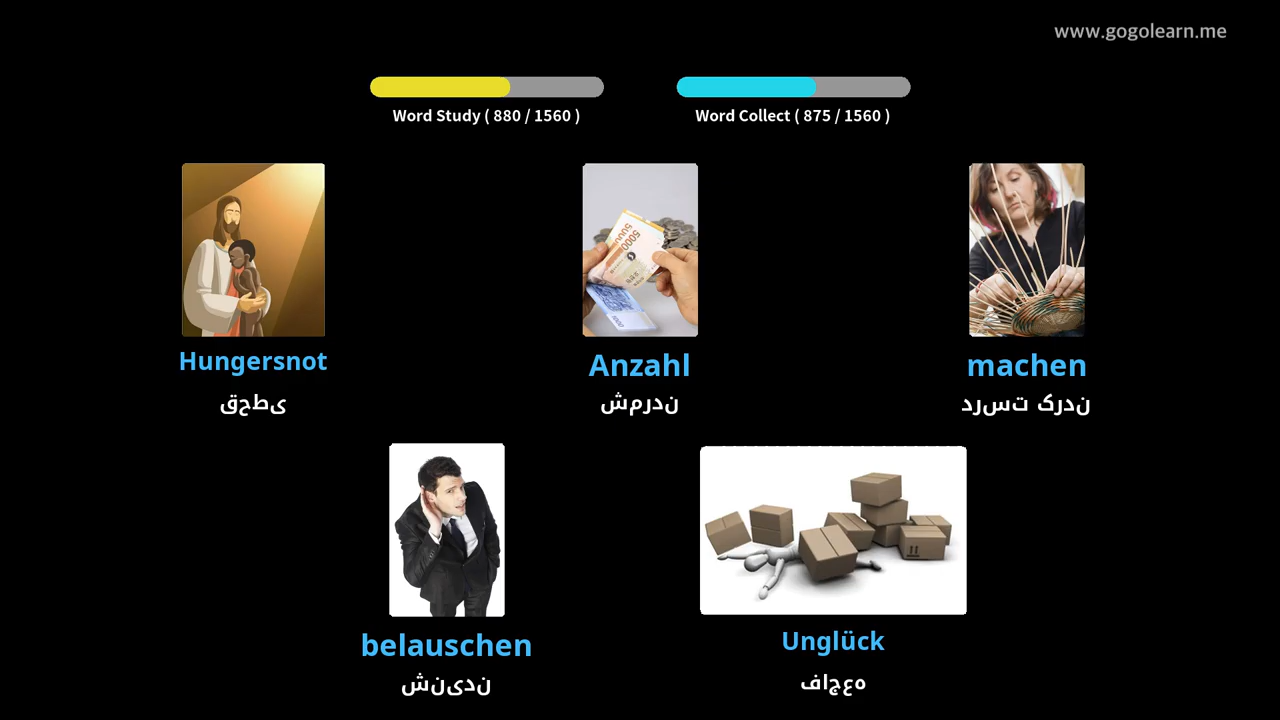 www.gogolearn.me
Word Study ( 880 / 1560 )
Word Collect ( 875 / 1560 )
Hungersnot
قحطی
Anzahl
شمردن
machen
درست کردن
belauschen
شنیدن
Unglück
فاجعه